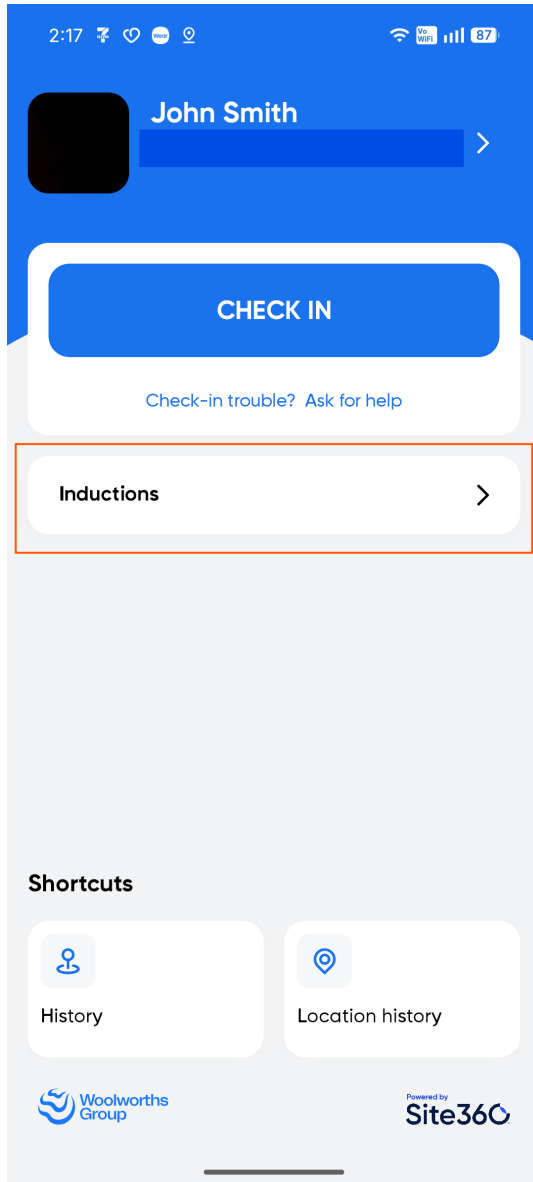 2:17
Wear
Vo
WiFi
87
John Smith
CHECK IN
Check-in trouble? Ask for help
Inductions
Shortcuts
History
Location history
Woolworths
Group
Powered by
Site360